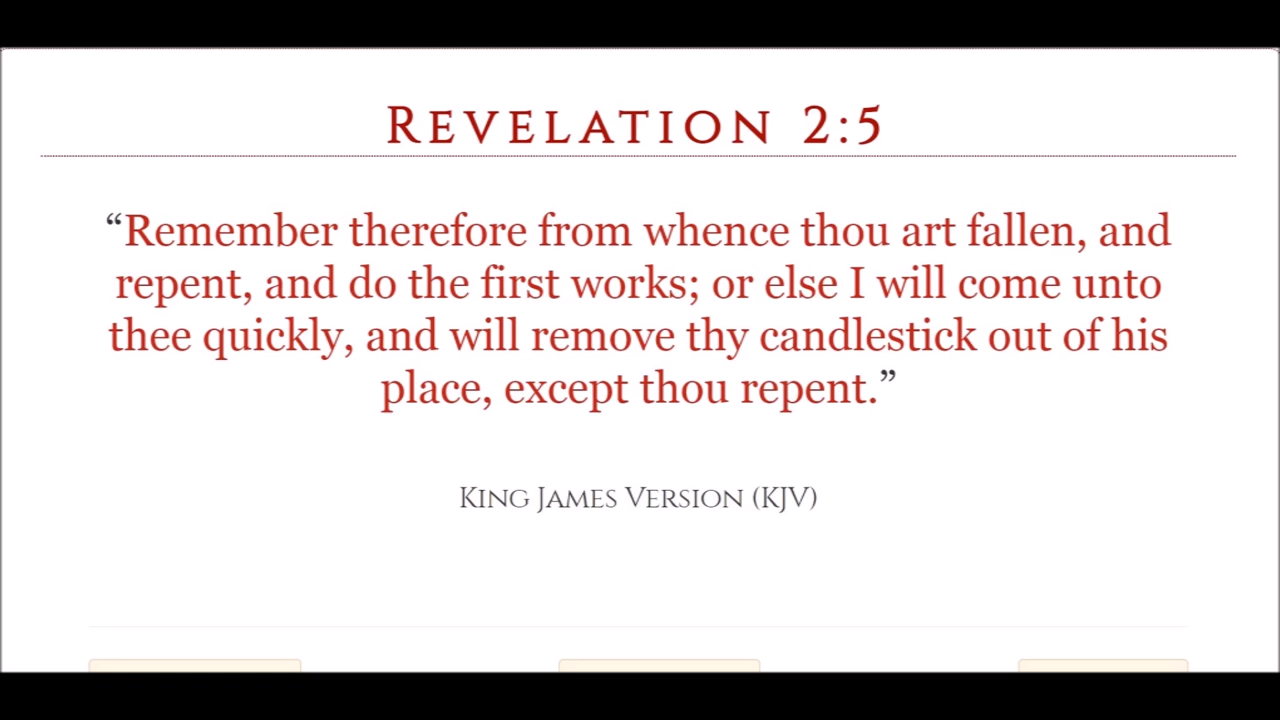 Revelation 2:5
“Remember therefore from whence thou art fallen, and
repent, and do the first works; or else I will come unto
thee quickly, and will remove thy candlestick out of his
place, except thou repent.”
King James Version (KJV)